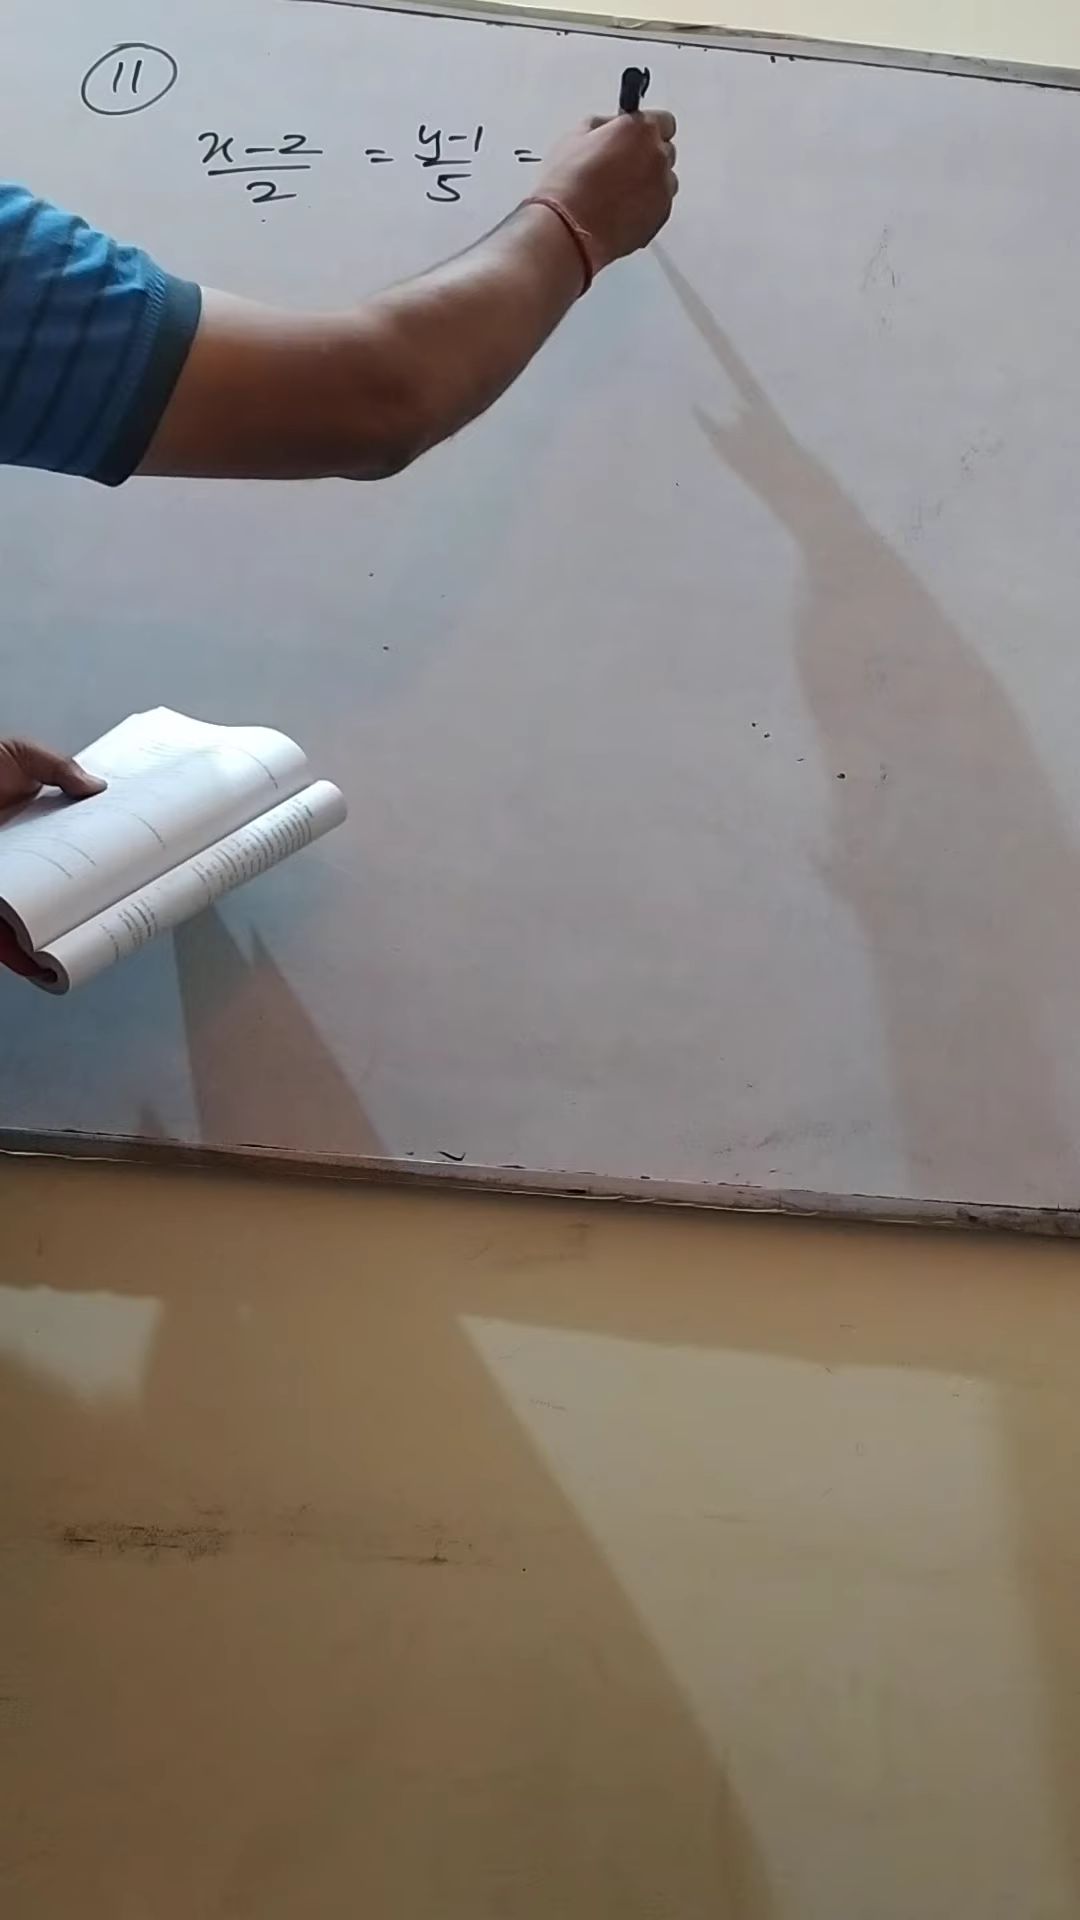 11
x-2/2 = y-1/5 =